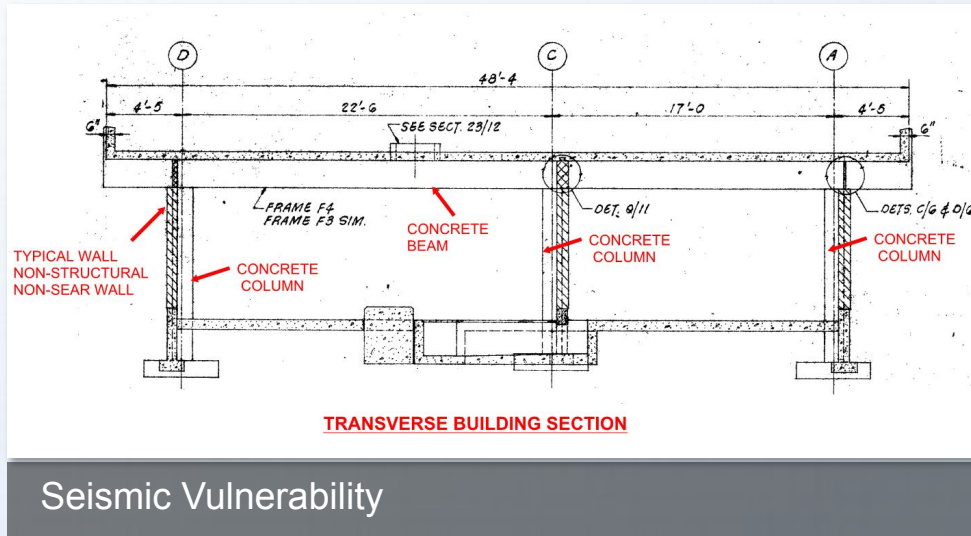 D
C
A
48'-4
4'-5
22'-6
17'-0
4'-5
6"
SEE SECT. 23/12
6"
FRAME F4
FRAME F3 SIM.
DET. 9/11
DETS. C/6 & D/6
CONCRETE
BEAM
CONCRETE
COLUMN
CONCRETE
COLUMN
TYPICAL WALL
NON-STRUCTURAL
NON-SEAR WALL
CONCRETE
COLUMN
TRANSVERSE BUILDING SECTION
Seismic Vulnerability